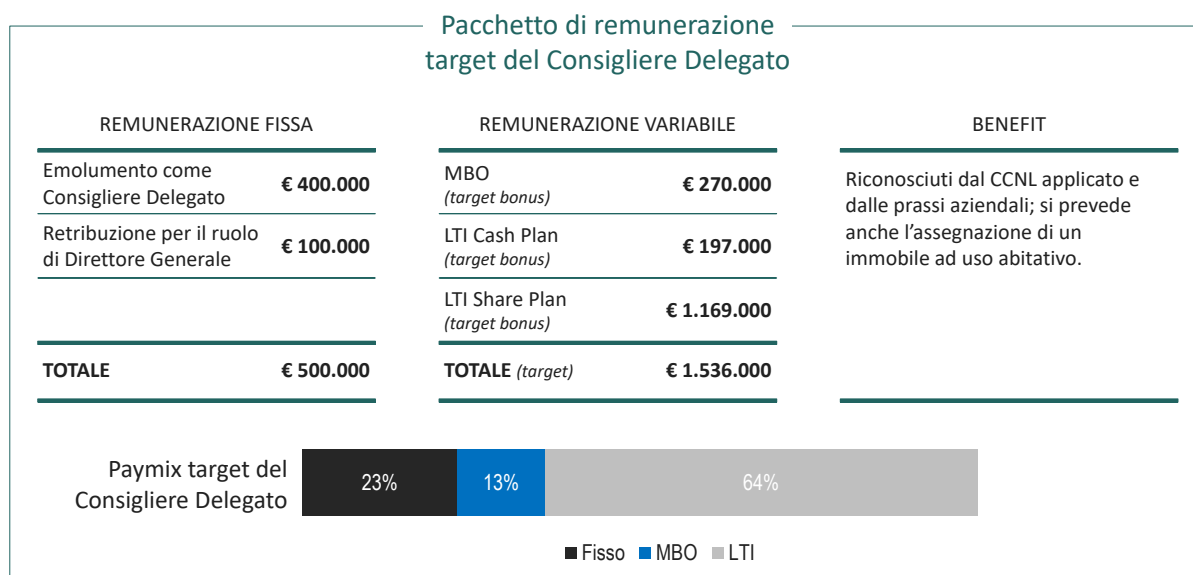 Pacchetto di remunerazione
target del Consigliere Delegato
REMUNERAZIONE FISSA
Emolumento come
Consigliere Delegato
€ 400.000
Retribuzione per il ruolo
di Direttore Generale
€ 100.000
TOTALE
€ 500.000
REMUNERAZIONE VARIABILE
MBO
(target bonus)
€ 270.000
LTI Cash Plan
(target bonus)
€ 197.000
LTI Share Plan
(target bonus)
€ 1.169.000
TOTALE (target)
€ 1.536.000
BENEFIT
Riconosciuti dal CCNL applicato e
dalle prassi aziendali; si prevede
anche l’assegnazione di un
immobile ad uso abitativo.
Paymix target del
Consigliere Delegato
23%
13%
64%
Fisso
MBO
LTI